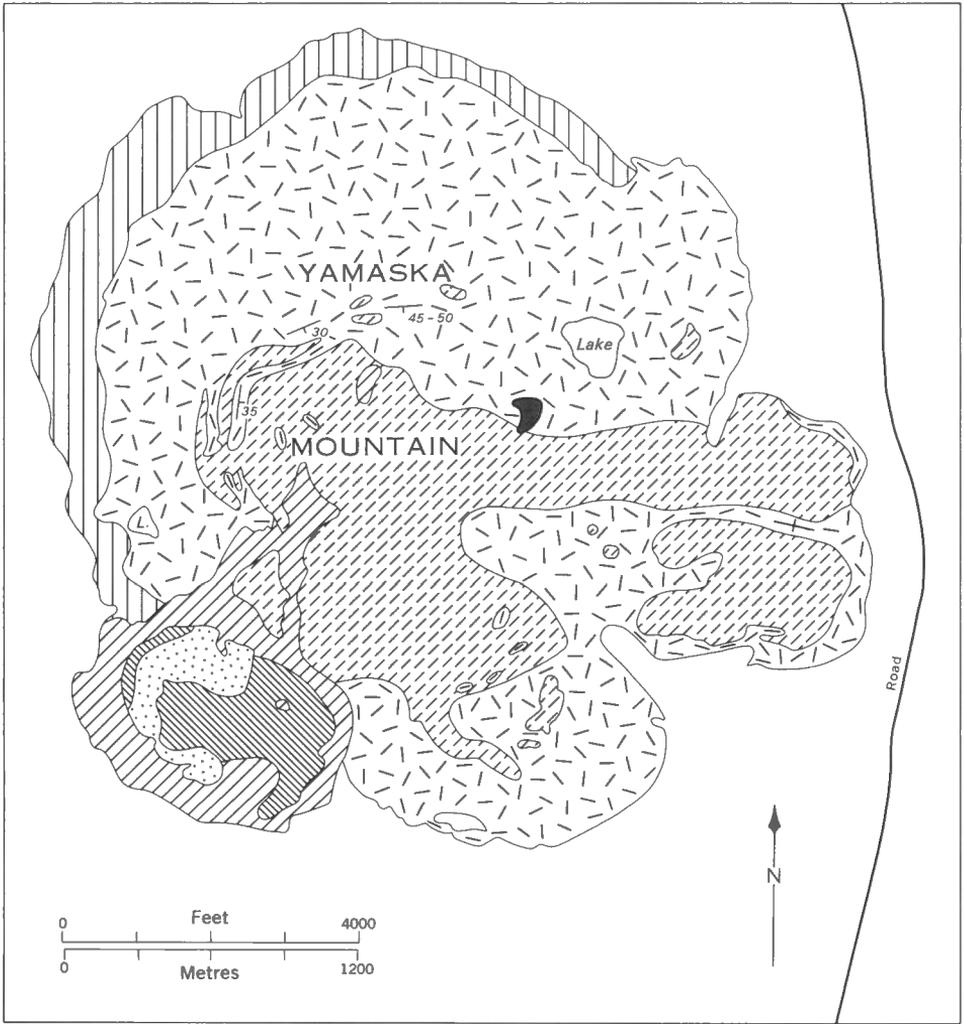 YAMASKA
45 - 50
30
Lake
35
MOUNTAIN
L.
Road
N
Feet
0 4000
0 1200
Metres